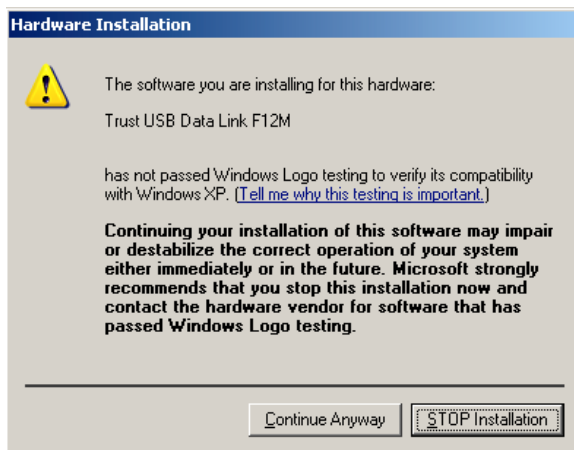 Hardware Installation
The software you are installing for this hardware:
Trust USB Data Link F12M
has not passed Windows Logo testing to verify its compatibility
with Windows XP. (Tell me why this testing is important.)
Continuing your installation of this software may impair
or destabilize the correct operation of your system
either immediately or in the future. Microsoft strongly
recommends that you stop this installation now and
contact the hardware vendor for software that has
passed Windows Logo testing.
Continue Anyway
STOP Installation